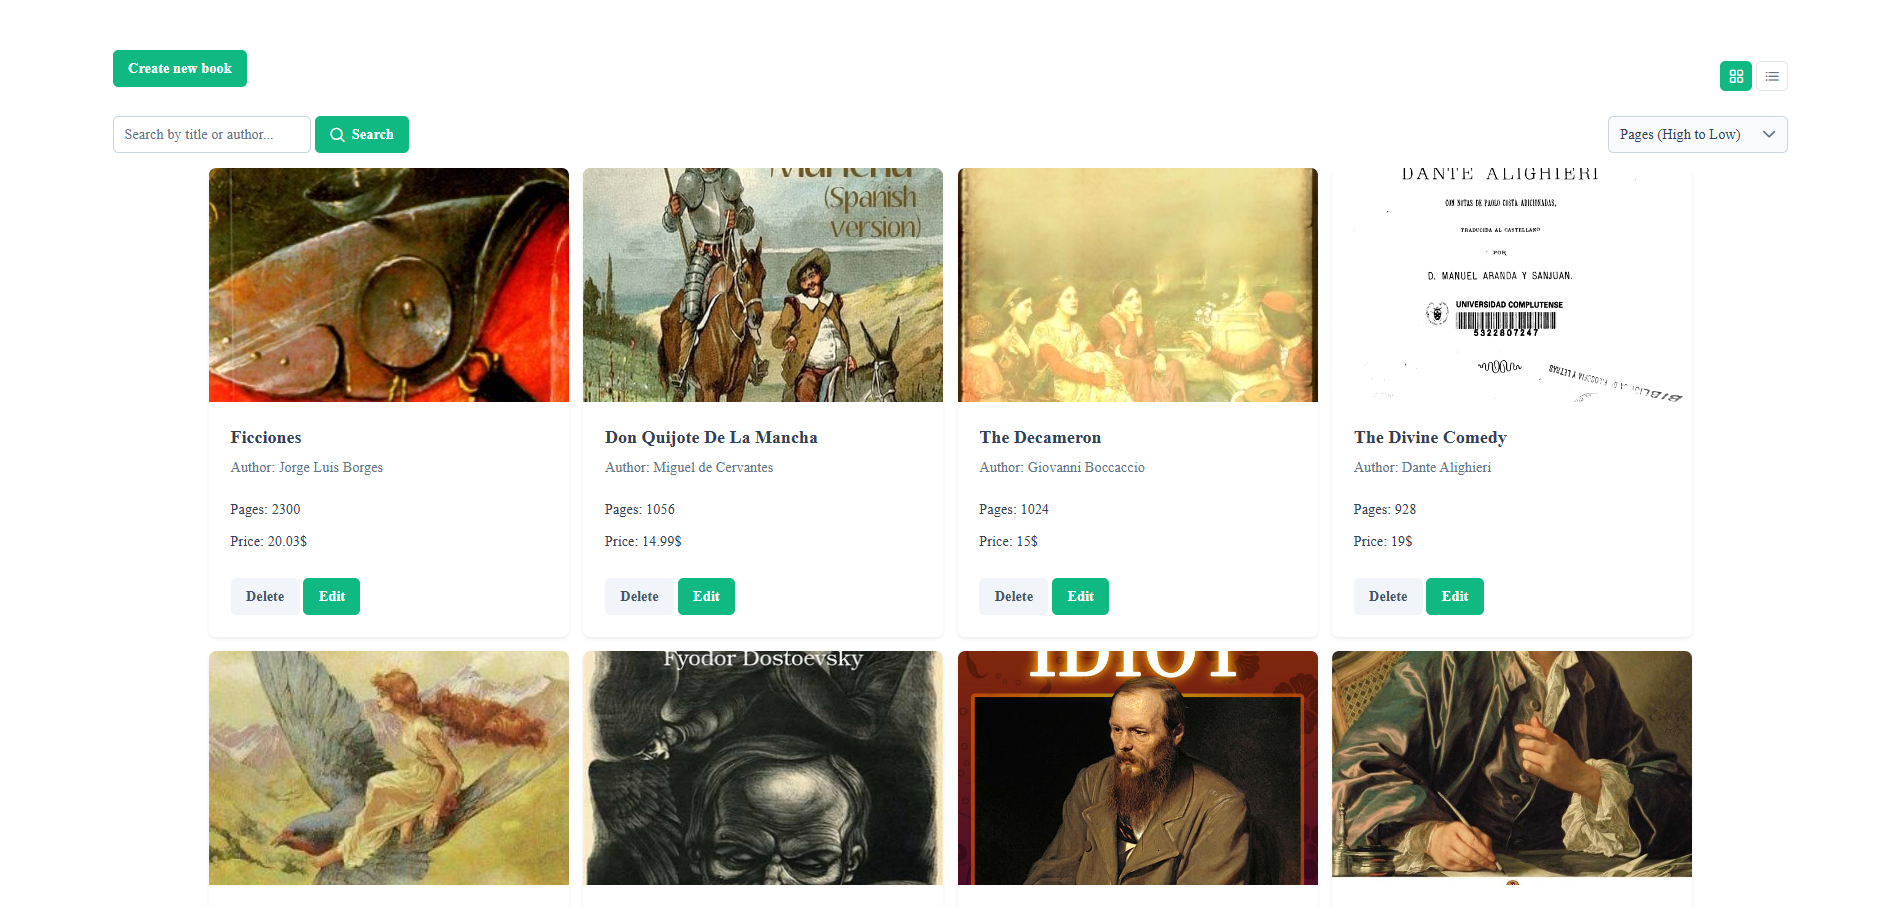 Create new book
Search by title or author...
Search
Pages (High to Low)
(Spanish
version)
DANTE ALIGHIERI
CON NOTAS DE PAOLO COSTA ADICIONADAS,
TRADUCIDA AL CASTELLANO
POR
D. MANUEL ARANDA Y SANJUAN.
UNIVERSIDAD COMPLUTENSE
5322807247
Ficciones
Author: Jorge Luis Borges
Pages: 2300
Price: 20.03$
Delete
Edit
Don Quijote De La Mancha
Author: Miguel de Cervantes
Pages: 1056
Price: 14.99$
Delete
Edit
The Decameron
Author: Giovanni Boccaccio
Pages: 1024
Price: 15$
Delete
Edit
The Divine Comedy
Author: Dante Alighieri
Pages: 928
Price: 19$
Delete
Edit
Fyodor Dostoevsky
IDIOT